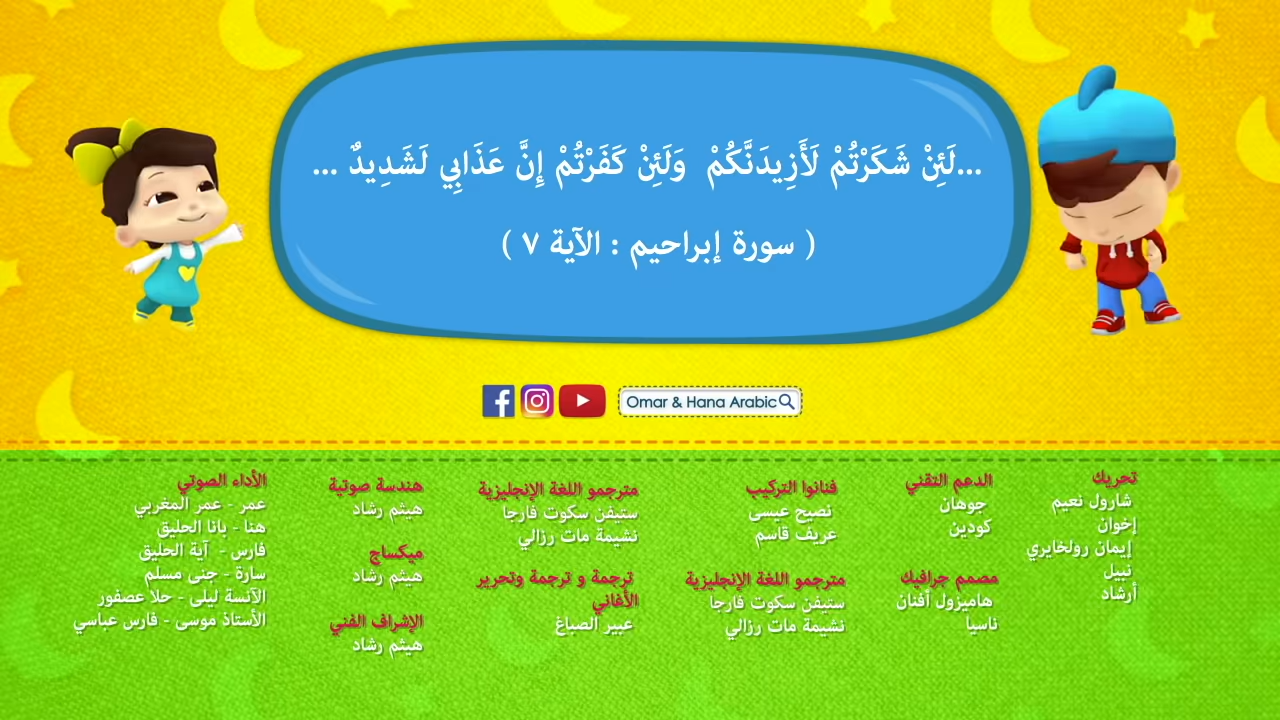 ...لَئِنْ شَكَرْتُمْ لَأَزِيدَنَّكُمْ وَلَئِنْ كَفَرْتُمْ إِنَّ عَذَابِي لَشَدِيدٌ ...
( سورة إبراحيم : الآية ٧ )
Omar & Hana Arabic
تحريك
شارول نعيم
إخوان
إيمان رولخايري
نبيل
أرشاد
الدعم التقني
جوهان
كودين
مصمم جرافيك
هاميزول أفنان
ناسيا
فنانوا التركيب
نصيح عيسى
عريف قاسم
مترجمو اللغة الإنجليزية
ستيفن سكوت فارجا
نشيمة مات رزالي
مترجمو اللغة الإنجليزية
ستيفن سكوت فارجا
نشيمة مات رزالي
ترجمة و ترجمة وتحرير
الأغاني
عبير الصباغ
هندسة صوتية
هيثم رشاد
ميكساج
هيثم رشاد
الإشراف الفني
هيثم رشاد
الأداء الصوتي
عمر - عمر المغربي
هنا - بانا الحليق
فارس - آية الحليق
سارة - جنى مسلم
الآنسة ليلى - حلا عصفور
الأستاذ موسى - فارس عباسي